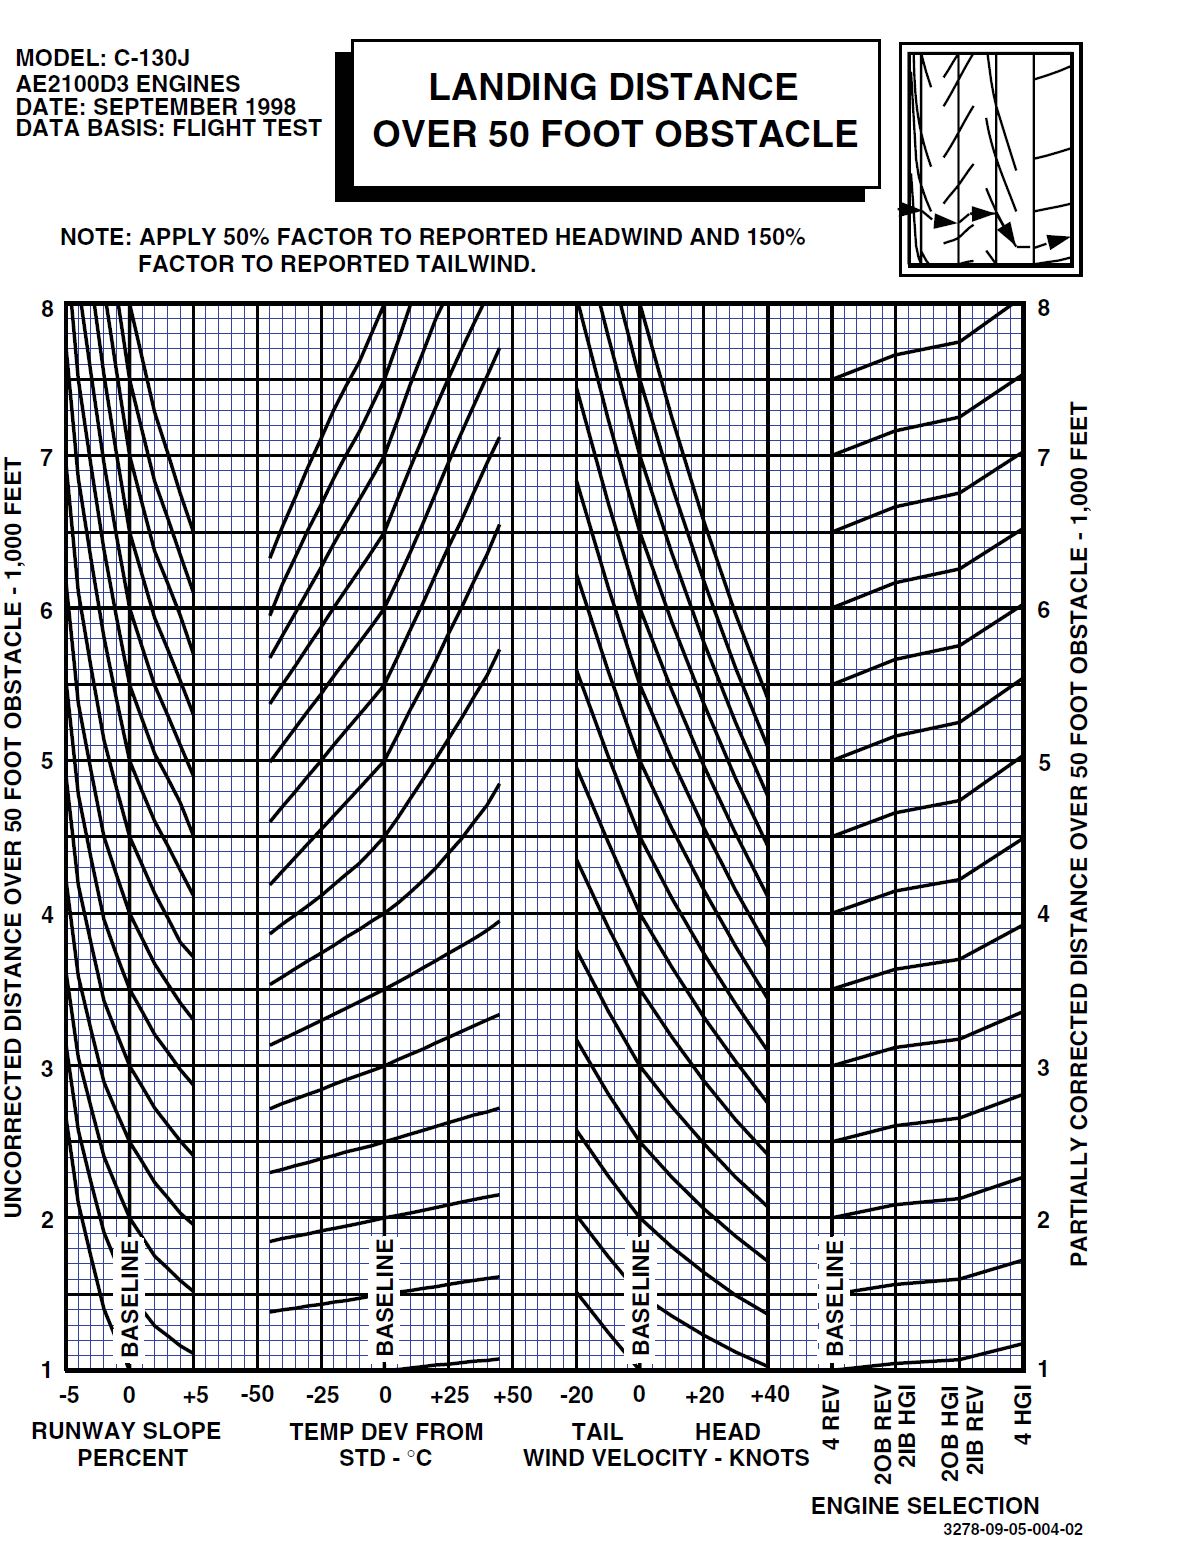 MODEL: C-130J
AE2100D3 ENGINES
DATE: SEPTEMBER 1998
DATA BASIS: FLIGHT TEST
LANDING DISTANCE
OVER 50 FOOT OBSTACLE
NOTE: APPLY 50% FACTOR TO REPORTED HEADWIND AND 150%
FACTOR TO REPORTED TAILWIND.
UNCORRECTED DISTANCE OVER 50 FOOT OBSTACLE - 1,000 FEET
8
7
6
5
4
3
2
1
BASELINE
BASELINE
BASELINE
BASELINE
8
7
6
5
4
3
2
1
PARTIALLY CORRECTED DISTANCE OVER 50 FOOT OBSTACLE - 1,000 FEET
-5 0 +5 -50 -25 0 +25 +50 -20 0 +20 +40
4 REV
2OB REV
2IB HGI
2OB HGI
2IB REV
4 HGI
RUNWAY SLOPE
PERCENT
TEMP DEV FROM
STD - °C
TAIL HEAD
WIND VELOCITY - KNOTS
ENGINE SELECTION
3278-09-05-004-02